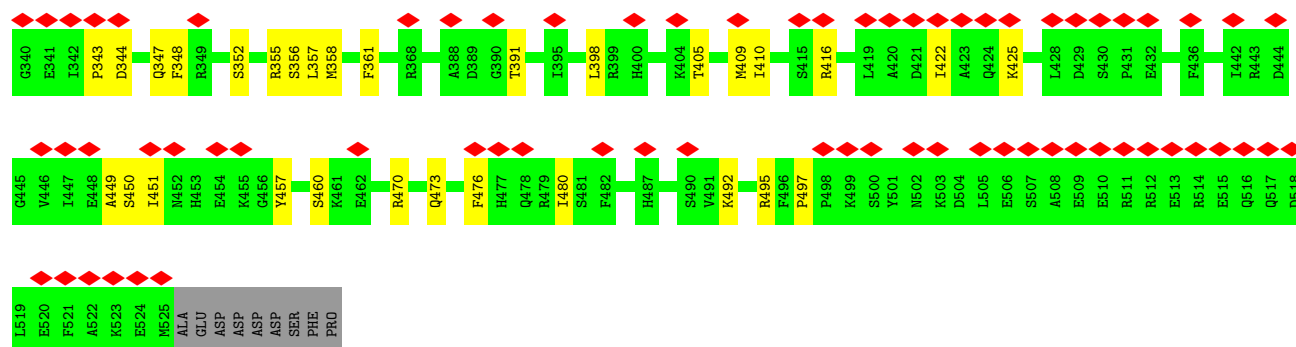 G340 E341 I342 P343 D344 Q347 F348 R349 S352 R355 S356 L357 M358 F361 R368 A388 D389 G390 T391 I395 L398 R399 H400 K404 T405 M409 I410 S415 R416 L419 A420 D421 I422 A423 Q424 K425 L428 D429 S430 P431 E432 F436 I442 R443 D444
G445 V446 I447 E448 A449 S450 I451 N452 H453 E454 K455 G456 Y457 S460 K461 E462 R470 Q473 F476 H477 Q478 R479 I480 S481 F482 H487 S490 V491 K492 R495 F496 P497 P498 K499 S500 Y501 N502 K503 D504 L505 E506 S507 A508 E509 E510 R511 R512 E513 R514 E515 Q516 Q517 D518
L519 E520 F521 A522 K523 E524 M525 ALA GLU ASP ASP ASP ASP SER PHE PRO